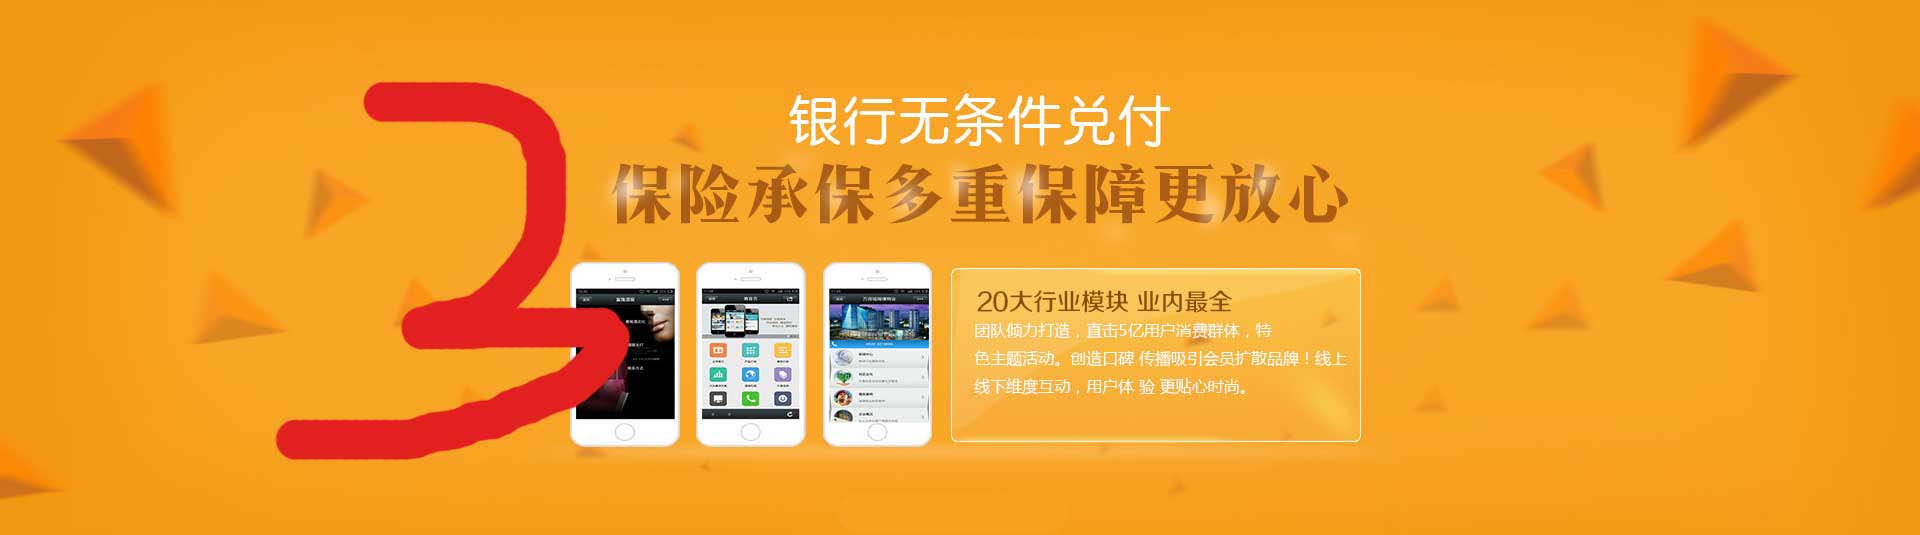 3
银行无条件兑付
保险承保多重保障更放心
20大行业模块 业内最全
团队倾力打造，直击5亿用户消费群体，特
色主题活动。创造口碑 传播吸引会员扩散品牌！线上
线下维度互动，用户体 验 更贴心时尚。